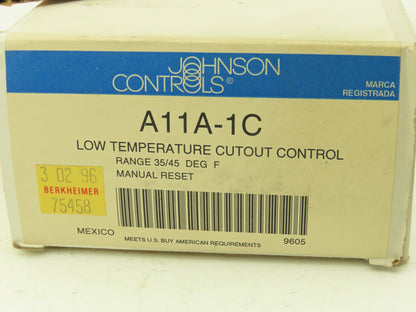 JOHNSON
CONTROLS®
MARCA
REGISTRADA
A11A-1C
LOW TEMPERATURE CUTOUT CONTROL
RANGE 35/45 DEG F
MANUAL RESET
3 02 96
BERKHEIMER
75458
MEXICO
MEETS U.S. BUY AMERICAN REQUIREMENTS
9605